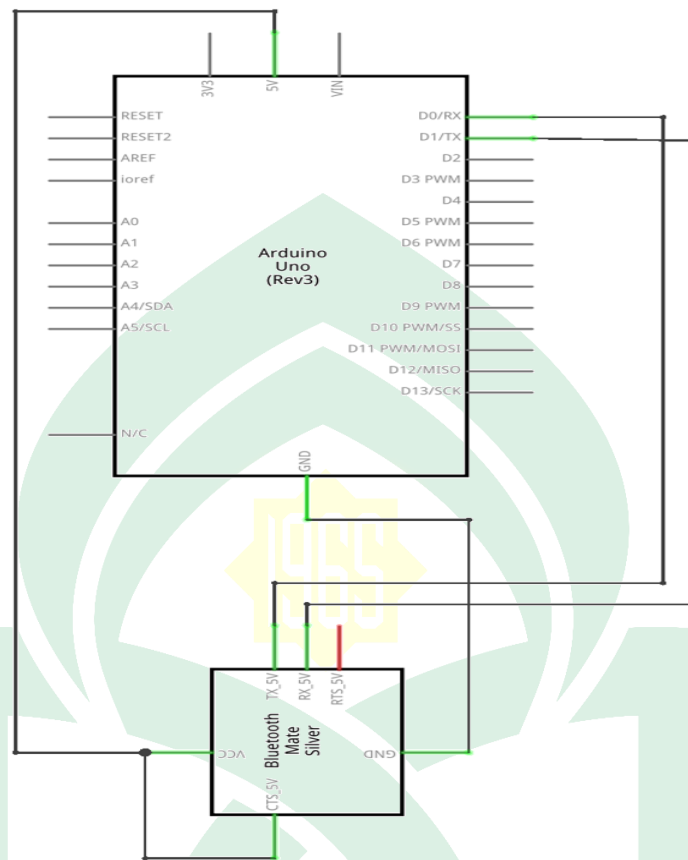 3V3
5V
VIN
RESET
RESET2
AREF
ioref
A0
A1
A2
A3
A4/SDA
A5/SCL
N/C
D0/RX
D1/TX
D2
D3 PWM
D4
D5 PWM
D6 PWM
D7
D8
D9 PWM
D10 PWM/SS
D11 PWM/MOSI
D12/MISO
D13/SCK
Arduino
Uno
(Rev3)
GND
1965
TX_5V
RX_5V
RTS_5V
VCC
Bluetooth
Mate
Silver
GND
CTS_5V